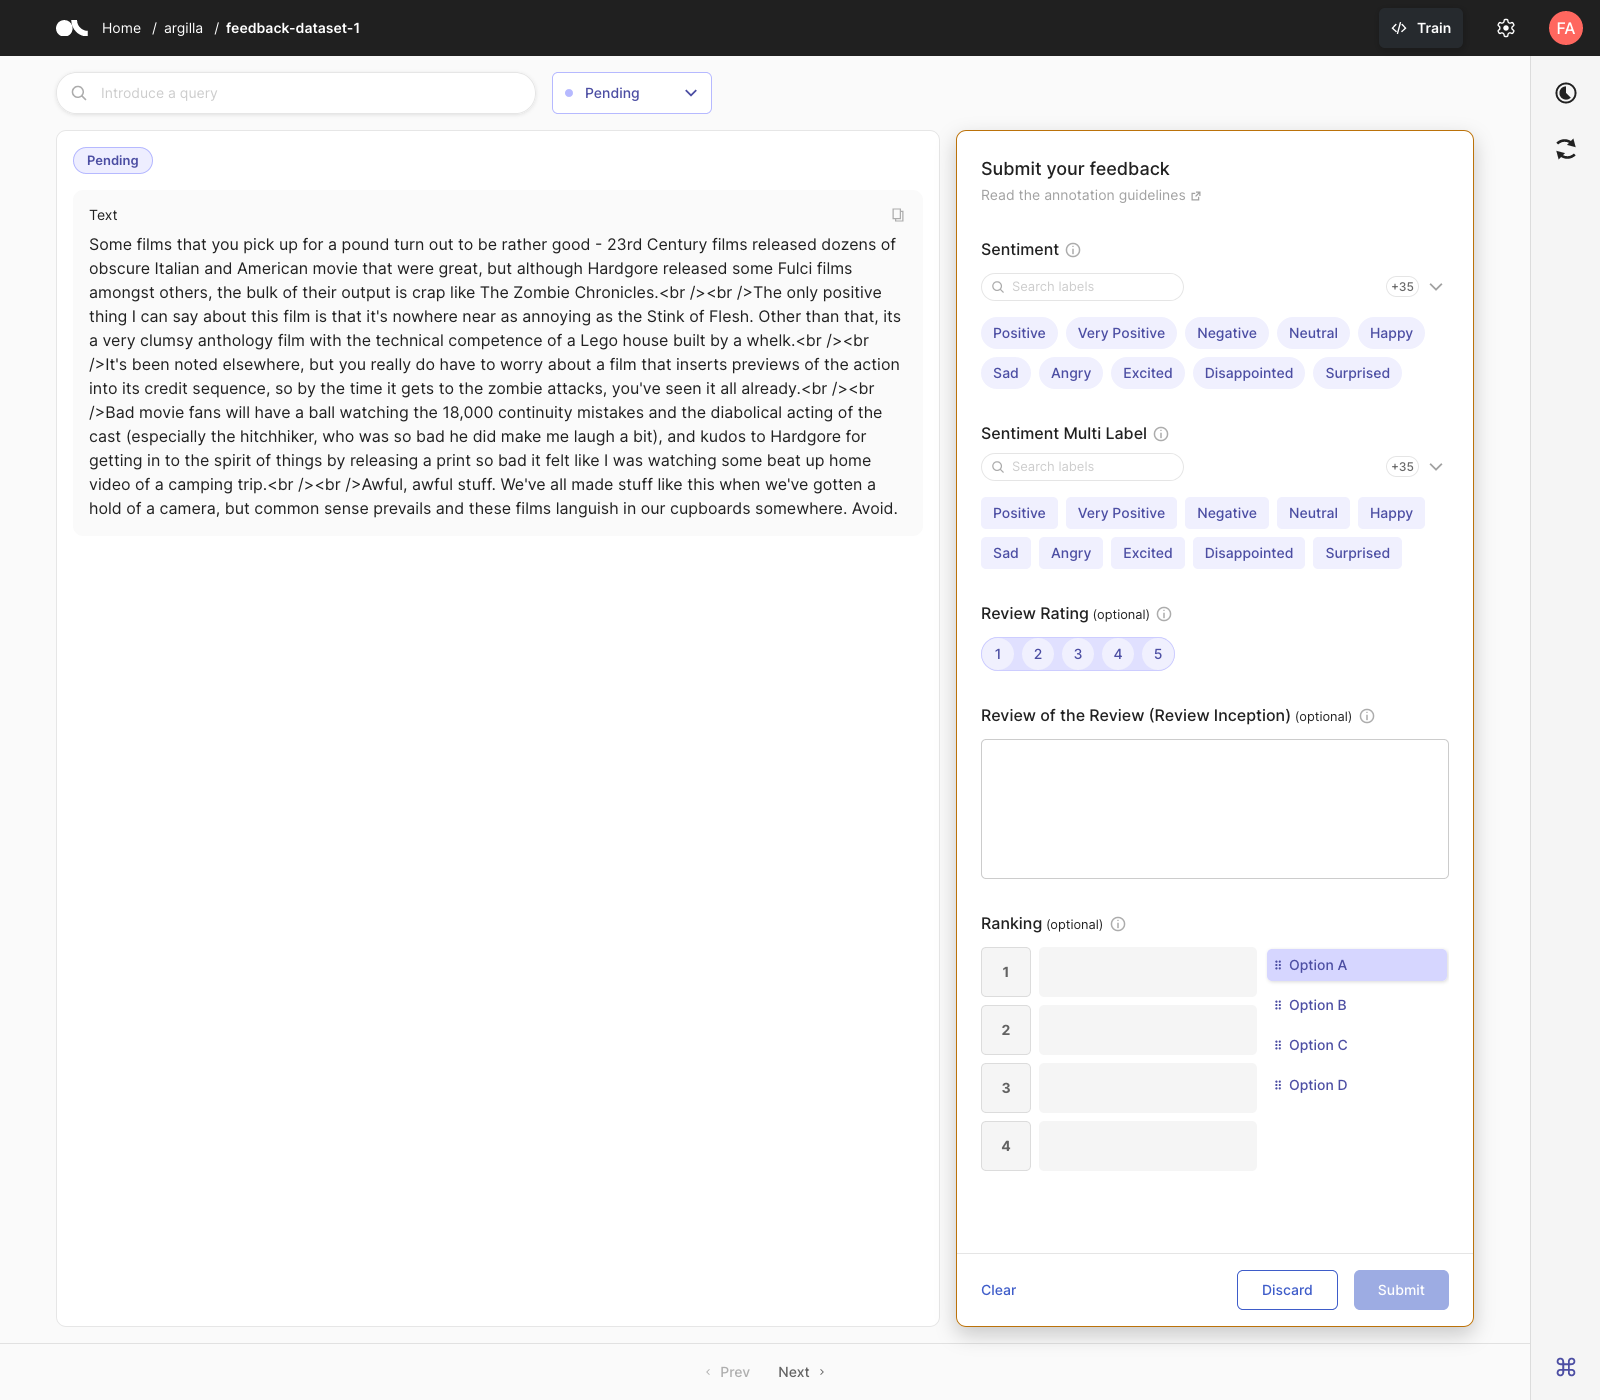 Home / argilla / feedback-dataset-1
Train
FA
Introduce a query
Pending
Pending
Text
Some films that you pick up for a pound turn out to be rather good - 23rd Century films released dozens of
obscure Italian and American movie that were great, but although Hardgore released some Fulci films
amongst others, the bulk of their output is crap like The Zombie Chronicles.<br /><br />The only positive
thing I can say about this film is that it's nowhere near as annoying as the Stink of Flesh. Other than that, its
a very clumsy anthology film with the technical competence of a Lego house built by a whelk.<br /><br
/>It's been noted elsewhere, but you really do have to worry about a film that inserts previews of the action
into its credit sequence, so by the time it gets to the zombie attacks, you've seen it all already.<br /><br
/>Bad movie fans will have a ball watching the 18,000 continuity mistakes and the diabolical acting of the
cast (especially the hitchhiker, who was so bad he did make me laugh a bit), and kudos to Hardgore for
getting in to the spirit of things by releasing a print so bad it felt like I was watching some beat up home
video of a camping trip.<br /><br />Awful, awful stuff. We've all made stuff like this when we've gotten a
hold of a camera, but common sense prevails and these films languish in our cupboards somewhere. Avoid.
Submit your feedback
Read the annotation guidelines
Sentiment
Search labels
+35
Positive Very Positive Negative Neutral Happy
Sad Angry Excited Disappointed Surprised
Sentiment Multi Label
Search labels
+35
Positive Very Positive Negative Neutral Happy
Sad Angry Excited Disappointed Surprised
Review Rating (optional)
1 2 3 4 5
Review of the Review (Review Inception) (optional)
Ranking (optional)
1
2
3
4
Option A
Option B
Option C
Option D
Clear
Discard
Submit
‹ Prev Next ›